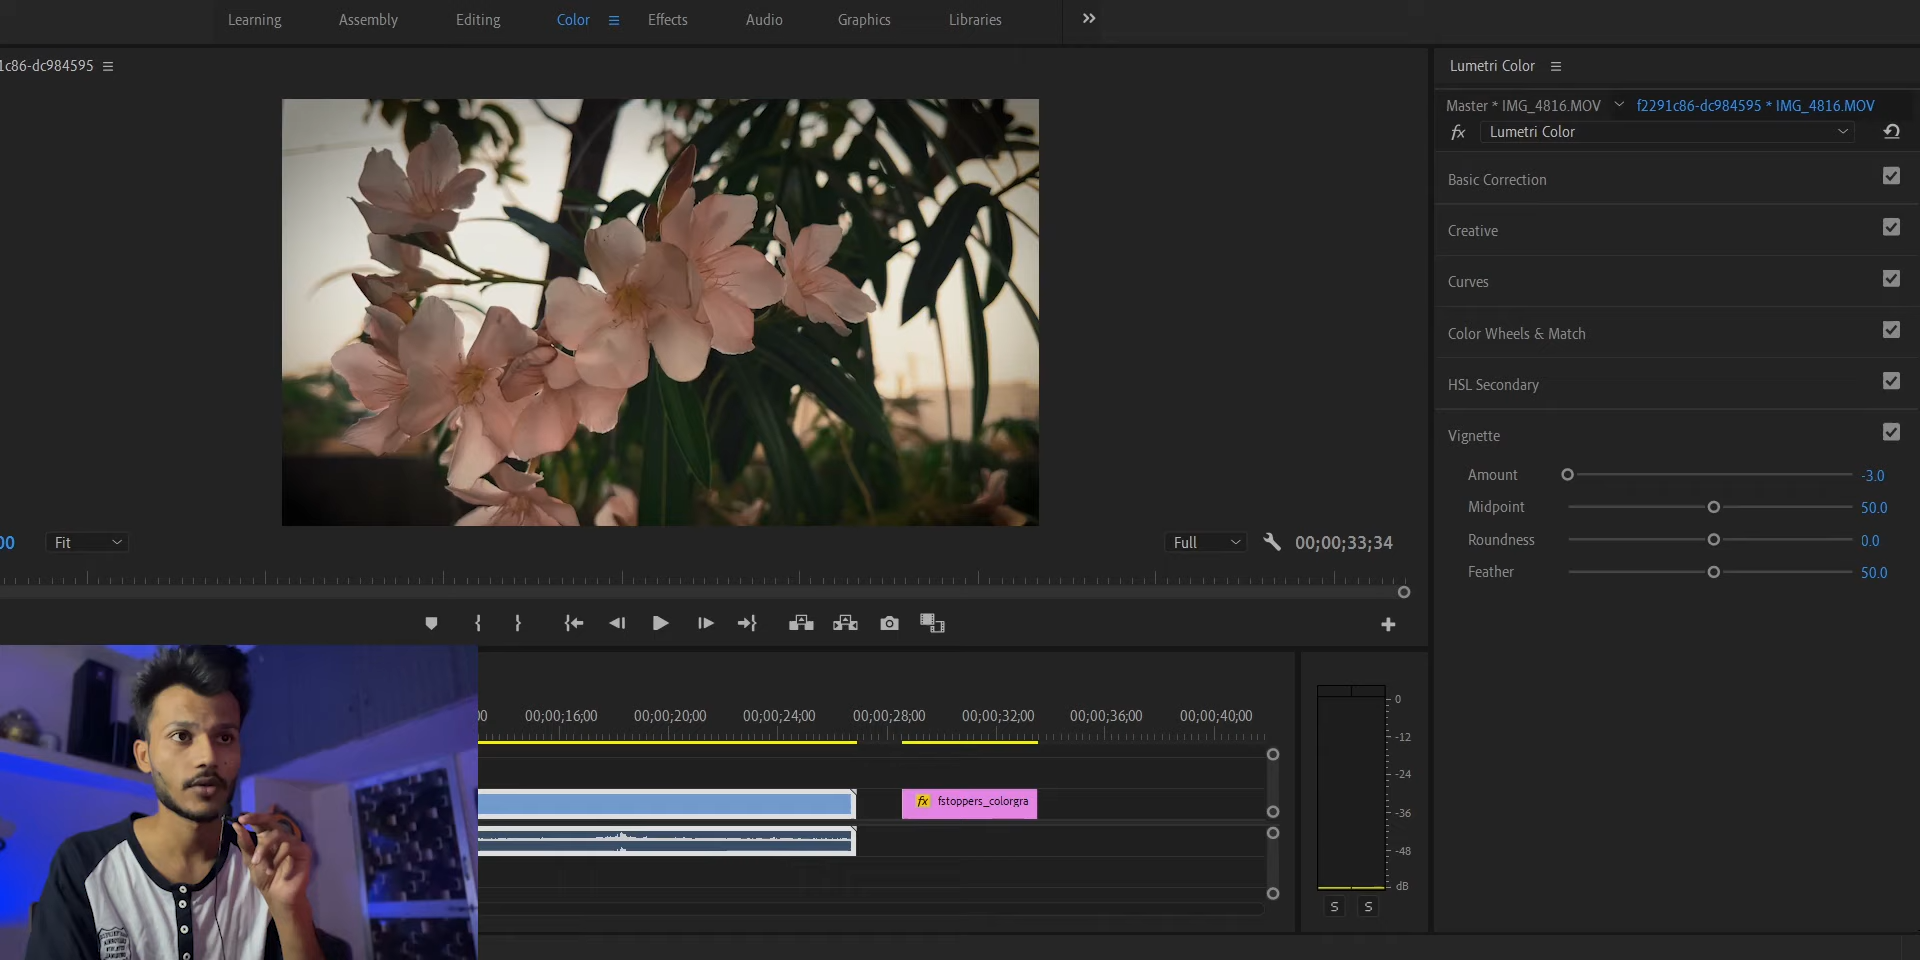 Learning Assembly Editing Color Effects Audio Graphics Libraries
1c86-dc984595
Lumetri Color
Master * IMG_4816.MOV f2291c86-dc984595 * IMG_4816.MOV
fx Lumetri Color
Basic Correction
Creative
Curves
Color Wheels & Match
HSL Secondary
Vignette
Amount -3.0
Midpoint 50.0
Roundness 0.0
Feather 50.0
00 Fit Full 00;00;33;34
00 00;00;16;00 00;00;20;00 00;00;24;00 00;00;28;00 00;00;32;00 00;00;36;00 00;00;40;00
fx fstoppers_colorgra
0
-12
-24
-36
-48
dB
S S